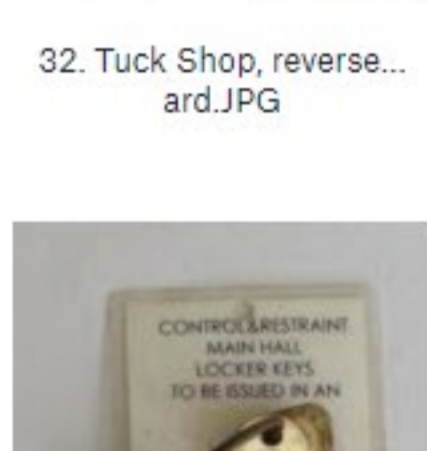 32. Tuck Shop, reverse...
ard.JPG
CONTROL&RESTRAINT
MAIN HALL
LOCKER KEYS
TO BE ISSUED IN AN